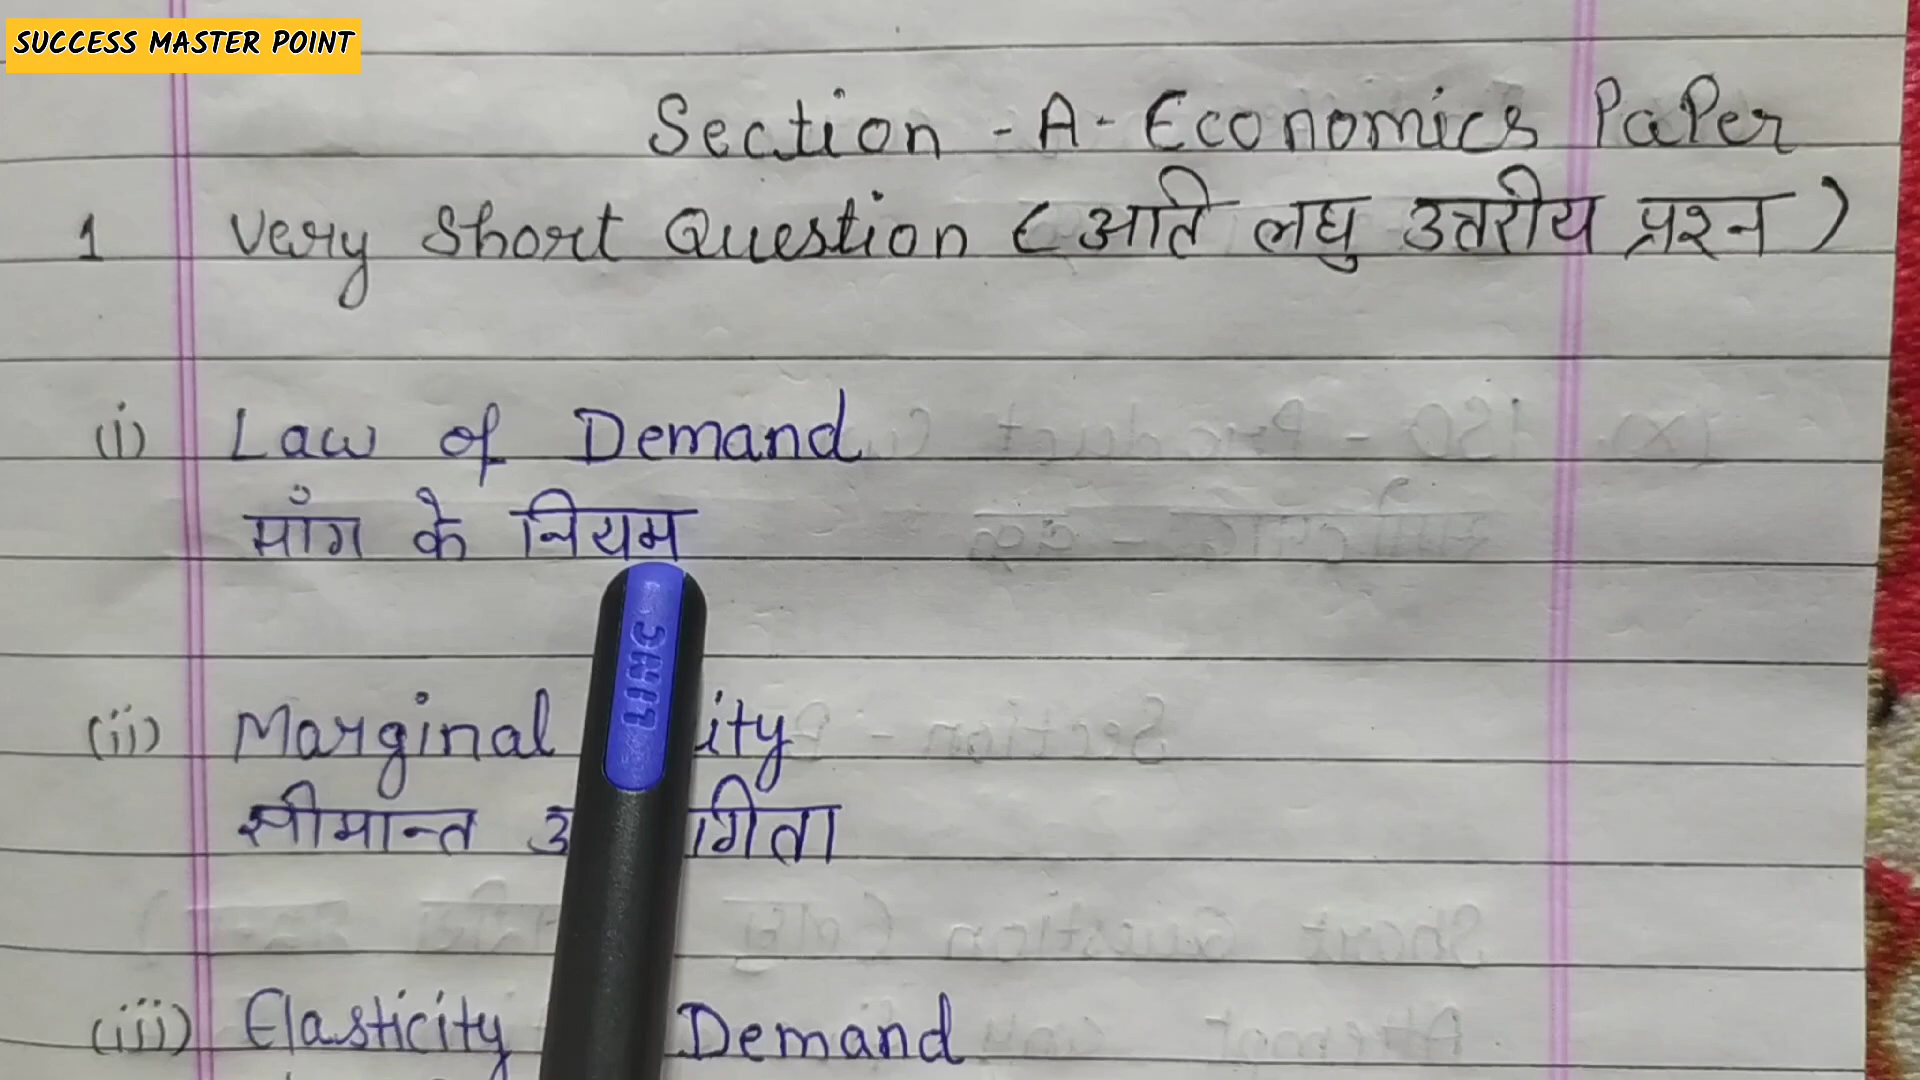 SUCCESS MASTER POINT
Section - A - Economics PaPer
1 Very Short Question (अति लघु उत्तरीय प्रश्न)
(i) Law of Demand
माँग के नियम
(ii) Marginal
सीमान्त
(iii) Elasticity Demand